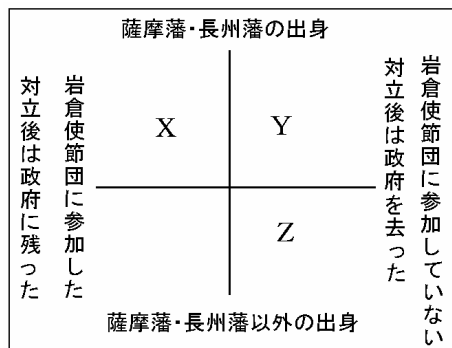 薩摩藩・長州藩の出身
岩倉使節団に参加していない
対立後は政府を去った
X
Y
Z
岩倉使節団に参加した
対立後は政府に残った
薩摩藩・長州藩以外の出身